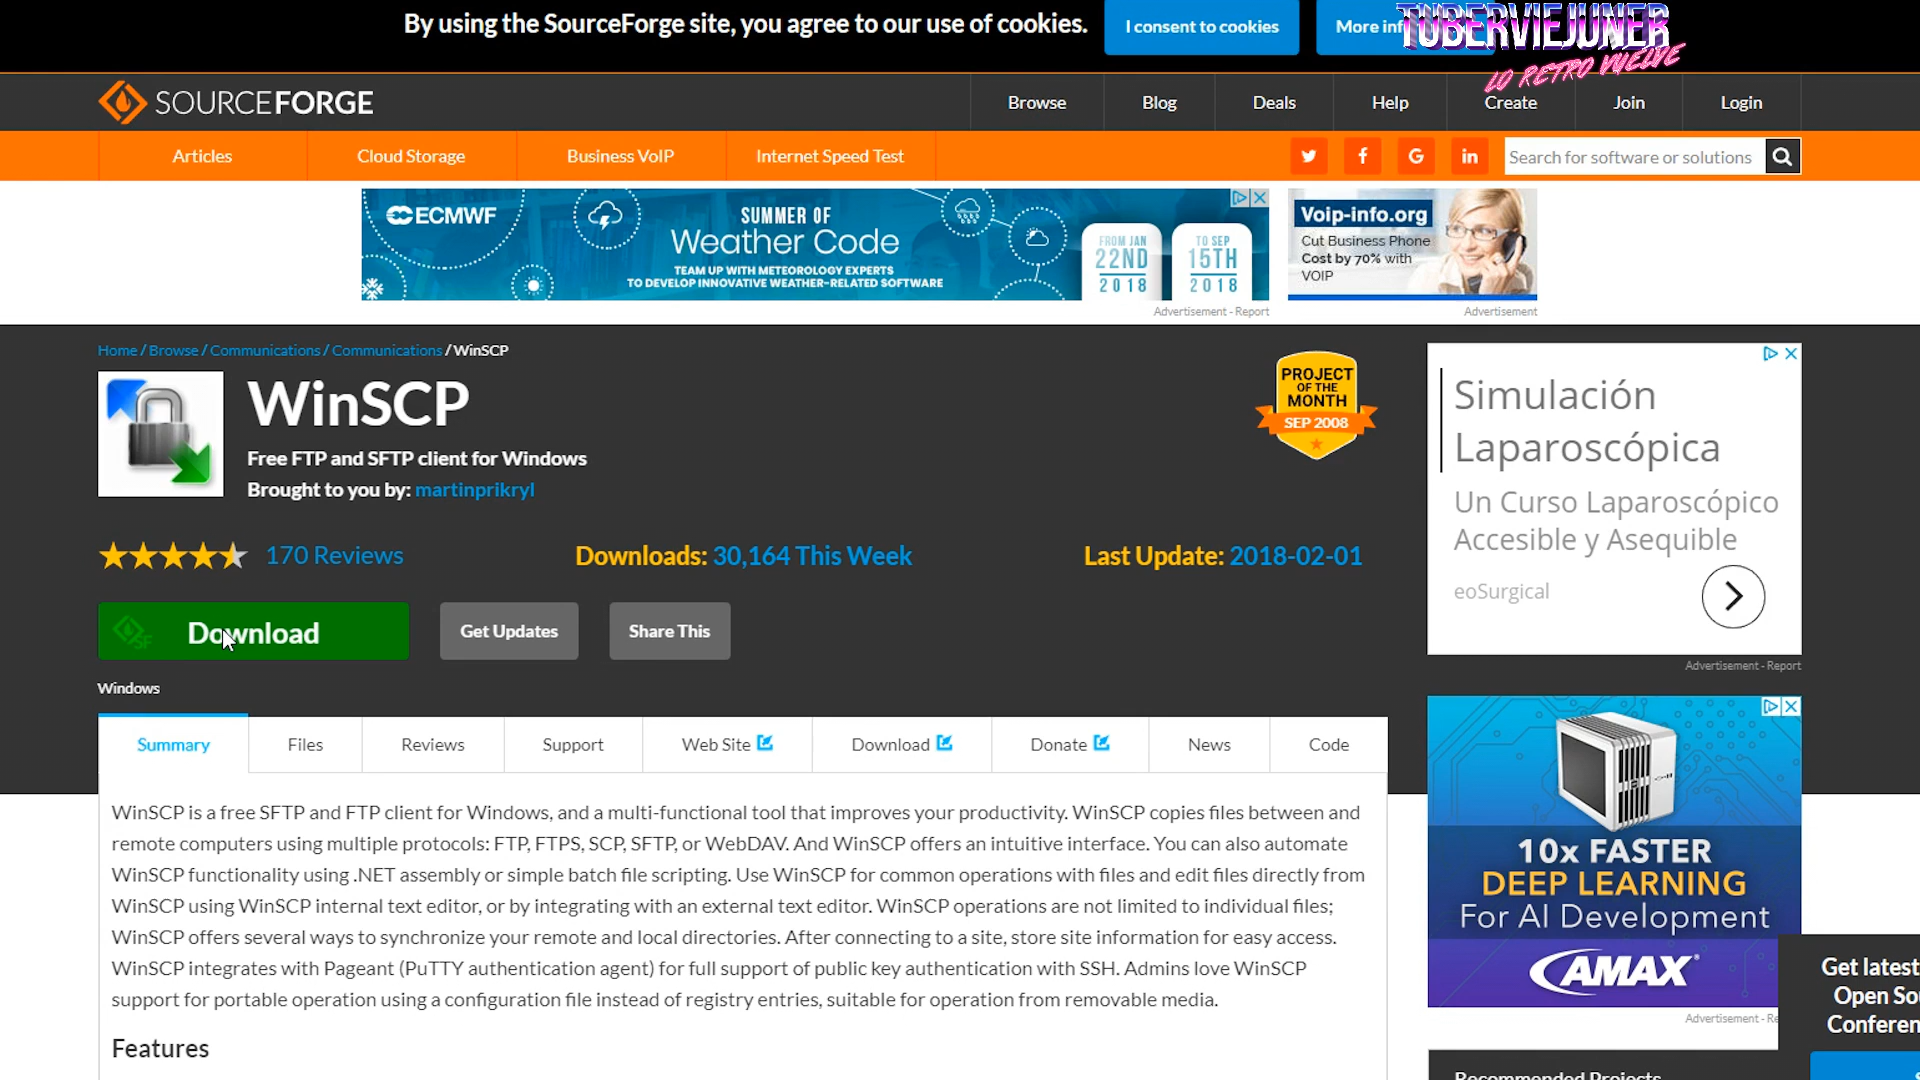 By using the SourceForge site, you agree to our use of cookies.
I consent to cookies
More inf
TUBERVIEJUNER
LO RETRO VUELVE
SOURCEFORGE
Browse
Blog
Deals
Help
Create
Join
Login
Articles
Cloud Storage
Business VoIP
Internet Speed Test
Search for software or solutions
ECMWF
SUMMER OF
Weather Code
TEAM UP WITH METEOROLOGY EXPERTS
TO DEVELOP INNOVATIVE WEATHER-RELATED SOFTWARE
FROM JAN
22ND
2018
TO SEP
15TH
2018
Advertisement - Report
Voip-info.org
Cut Business Phone
Cost by 70% with
VOIP
Advertisement
Home / Browse / Communications / Communications / WinSCP
WinSCP
Free FTP and SFTP client for Windows
Brought to you by: martinprikryl
PROJECT
OF THE
MONTH
SEP 2008
170 Reviews
Downloads: 30,164 This Week
Last Update: 2018-02-01
SF
Download
Get Updates
Share This
Windows
Simulación
Laparoscópica
Un Curso Laparoscópico
Accesible y Asequible
eoSurgical
Advertisement - Report
Summary
Files
Reviews
Support
Web Site
Download
Donate
News
Code
WinSCP is a free SFTP and FTP client for Windows, and a multi-functional tool that improves your productivity. WinSCP copies files between and
remote computers using multiple protocols: FTP, FTPS, SCP, SFTP, or WebDAV. And WinSCP offers an intuitive interface. You can also automate
WinSCP functionality using .NET assembly or simple batch file scripting. Use WinSCP for common operations with files and edit files directly from
WinSCP using WinSCP internal text editor, or by integrating with an external text editor. WinSCP operations are not limited to individual files;
WinSCP offers several ways to synchronize your remote and local directories. After connecting to a site, store site information for easy access.
WinSCP integrates with Pageant (PuTTY authentication agent) for full support of public key authentication with SSH. Admins love WinSCP
support for portable operation using a configuration file instead of registry entries, suitable for operation from removable media.
Features
10x FASTER
DEEP LEARNING
For AI Development
AMAX
Advertisement - Re
Get latest
Open So
Conferen
Recommended Projects